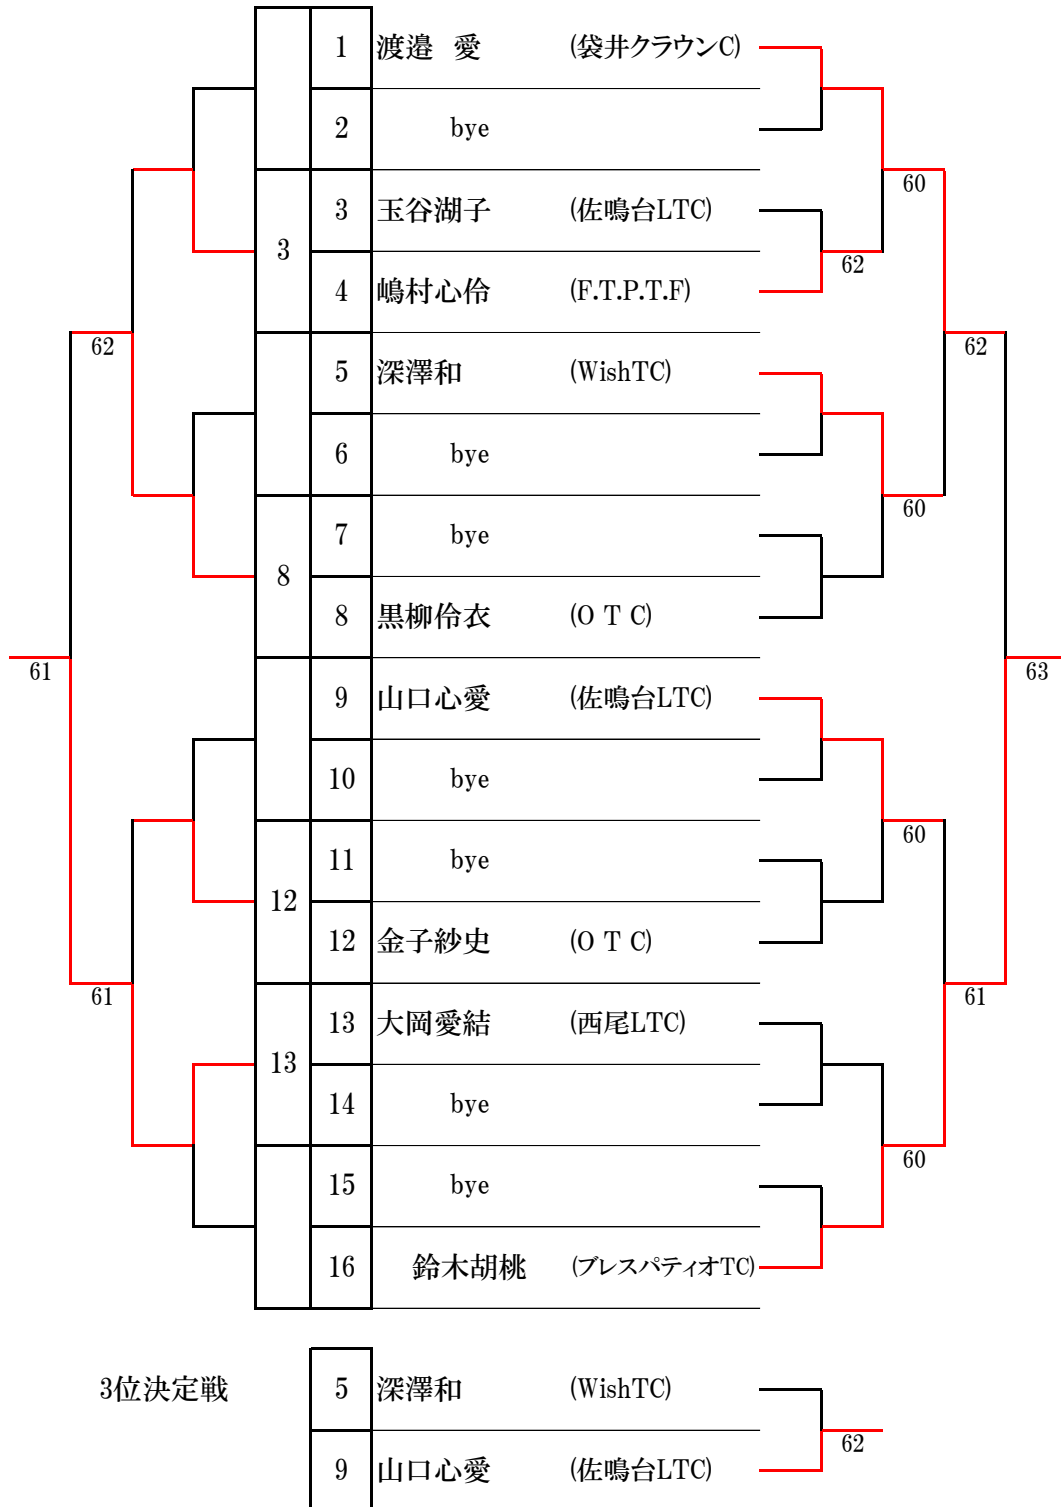 1 渡邉 愛 (袋井クラウンC)
2 bye
60
3 玉谷湖子 (佐鳴台LTC)
3
62
4 嶋村心伶 (F.T.P.T.F)
62 62
5 深澤和 (WishTC)
6 bye
60
7 bye
8
8 黒柳伶衣 (O T C)
61 63
9 山口心愛 (佐鳴台LTC)
10 bye
60
11 bye
12
12 金子紗史 (O T C)
61 61
13 大岡愛結 (西尾LTC)
13
14 bye
60
15 bye
16 鈴木胡桃 (ブレスパティオTC)
3位決定戦 5 深澤和 (WishTC)
62
9 山口心愛 (佐鳴台LTC)